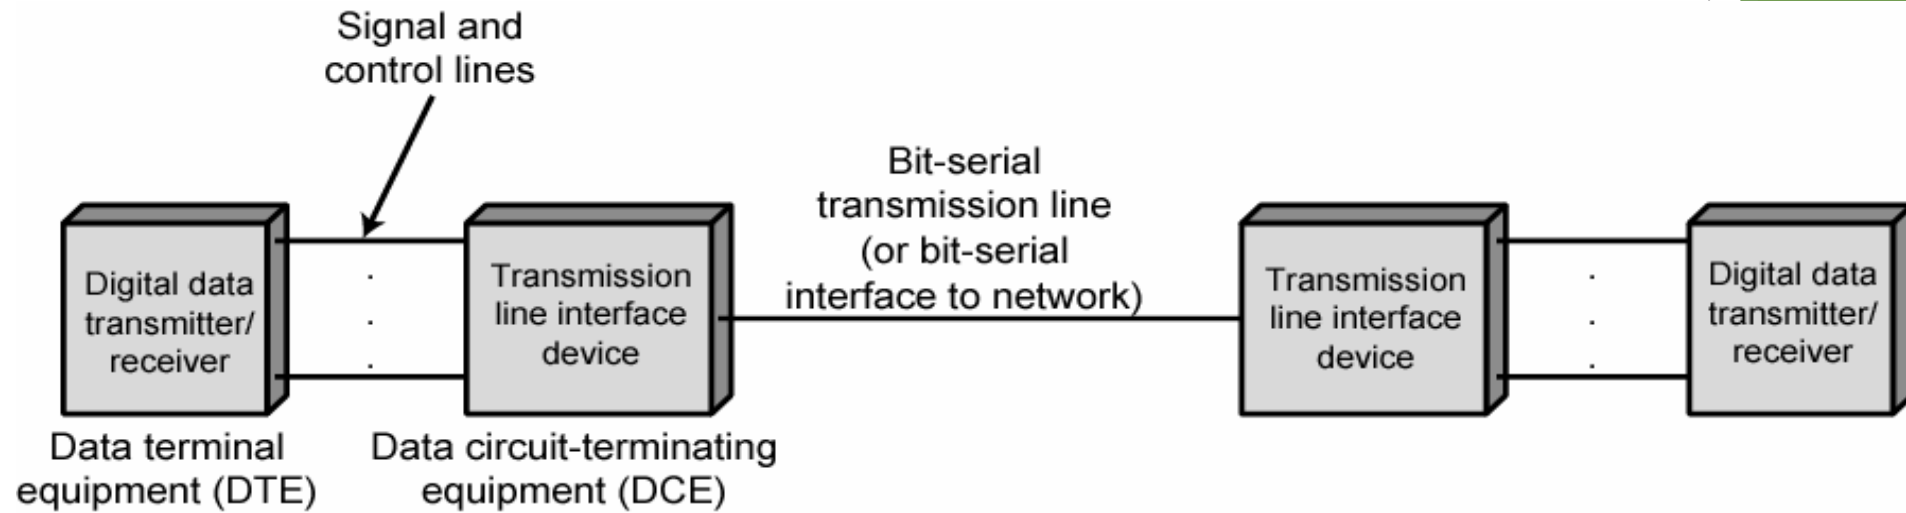 Signal and
control lines
Bit-serial
transmission line
(or bit-serial
interface to network)
Digital data
transmitter/
receiver
Transmission
line interface
device
Transmission
line interface
device
Digital data
transmitter/
receiver
Data terminal
equipment (DTE)
Data circuit-terminating
equipment (DCE)